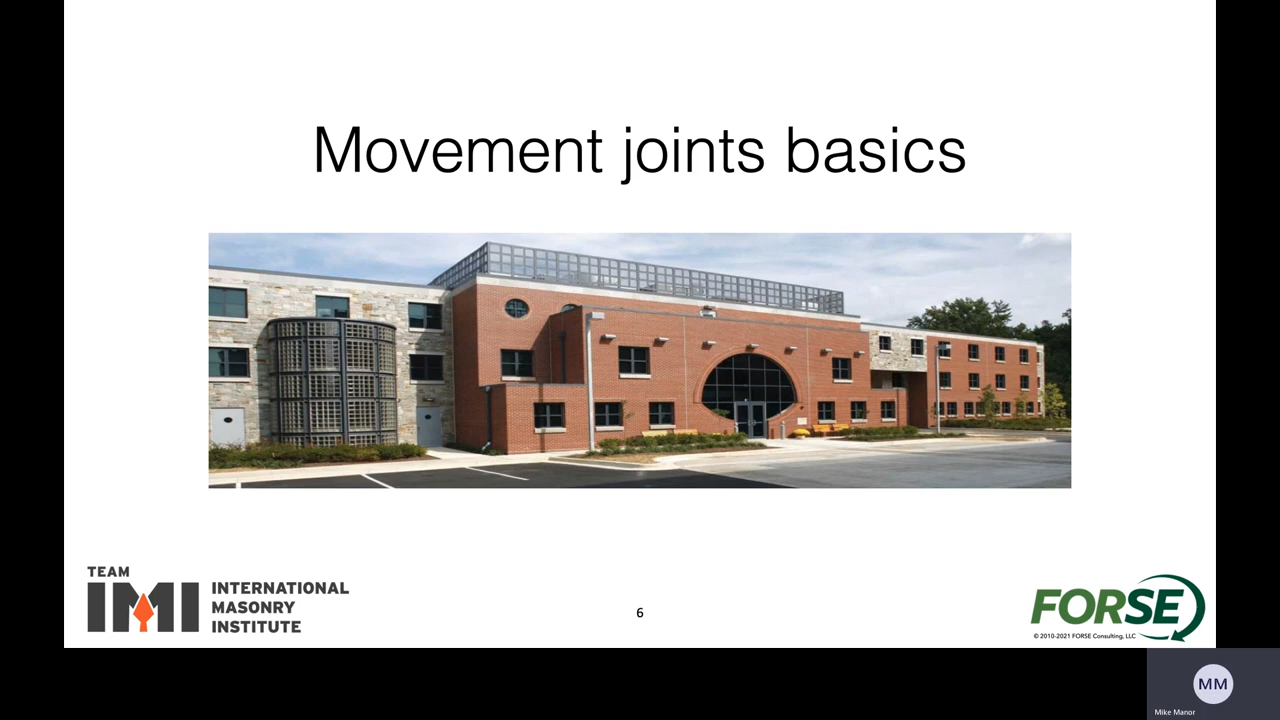 Movement joints basics
TEAM
IMI
INTERNATIONAL
MASONRY
INSTITUTE
6
FORSE
© 2010-2021 FORSE Consulting, LLC
MM
Mike Manor